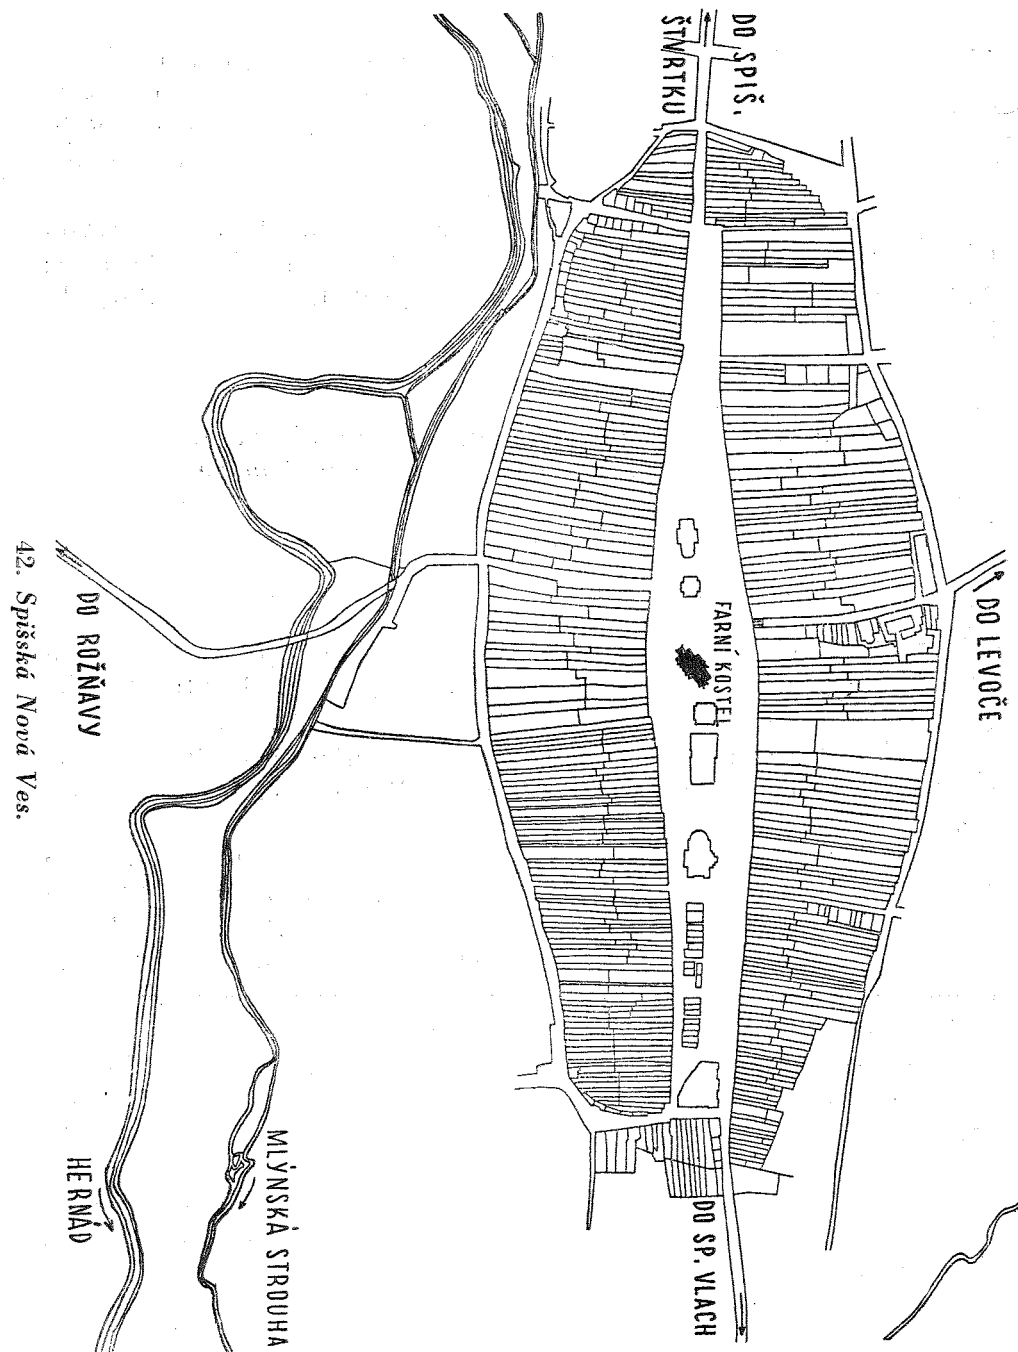 DO SPIŠ.
ŠTVRTKU
DO LEVOČE
FARNÍ KOSTEL
DO ROŽŇAVY
DO SP. VLACH
MLÝNSKÁ STROUHA
HERNÁD
42. Spišská Nová Ves.